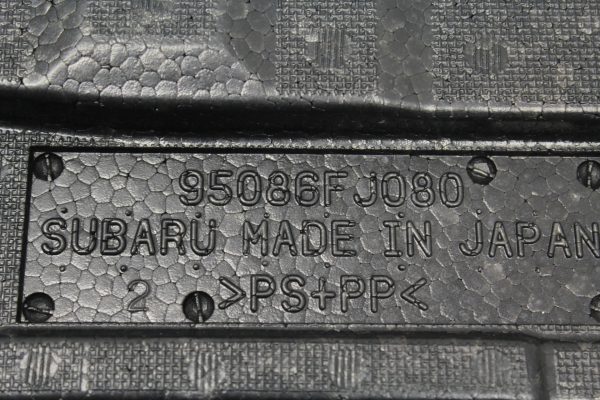 95086FJ080
SUBARU MADE IN JAPAN
2 >PS+PP<